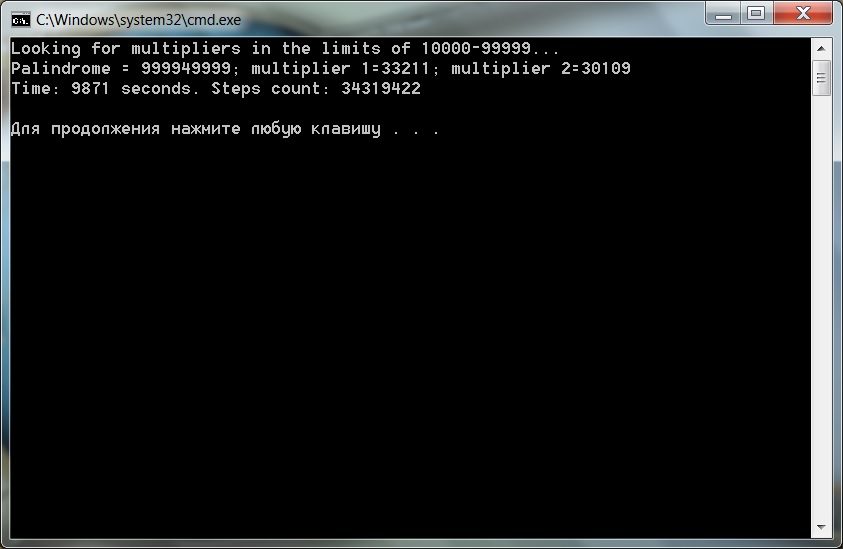 C:\Windows\system32\cmd.exe
Looking for multipliers in the limits of 10000-99999...
Palindrome = 999949999; multiplier 1=33211; multiplier 2=30109
Time: 9871 seconds. Steps count: 34319422
Для продолжения нажмите любую клавишу . . .